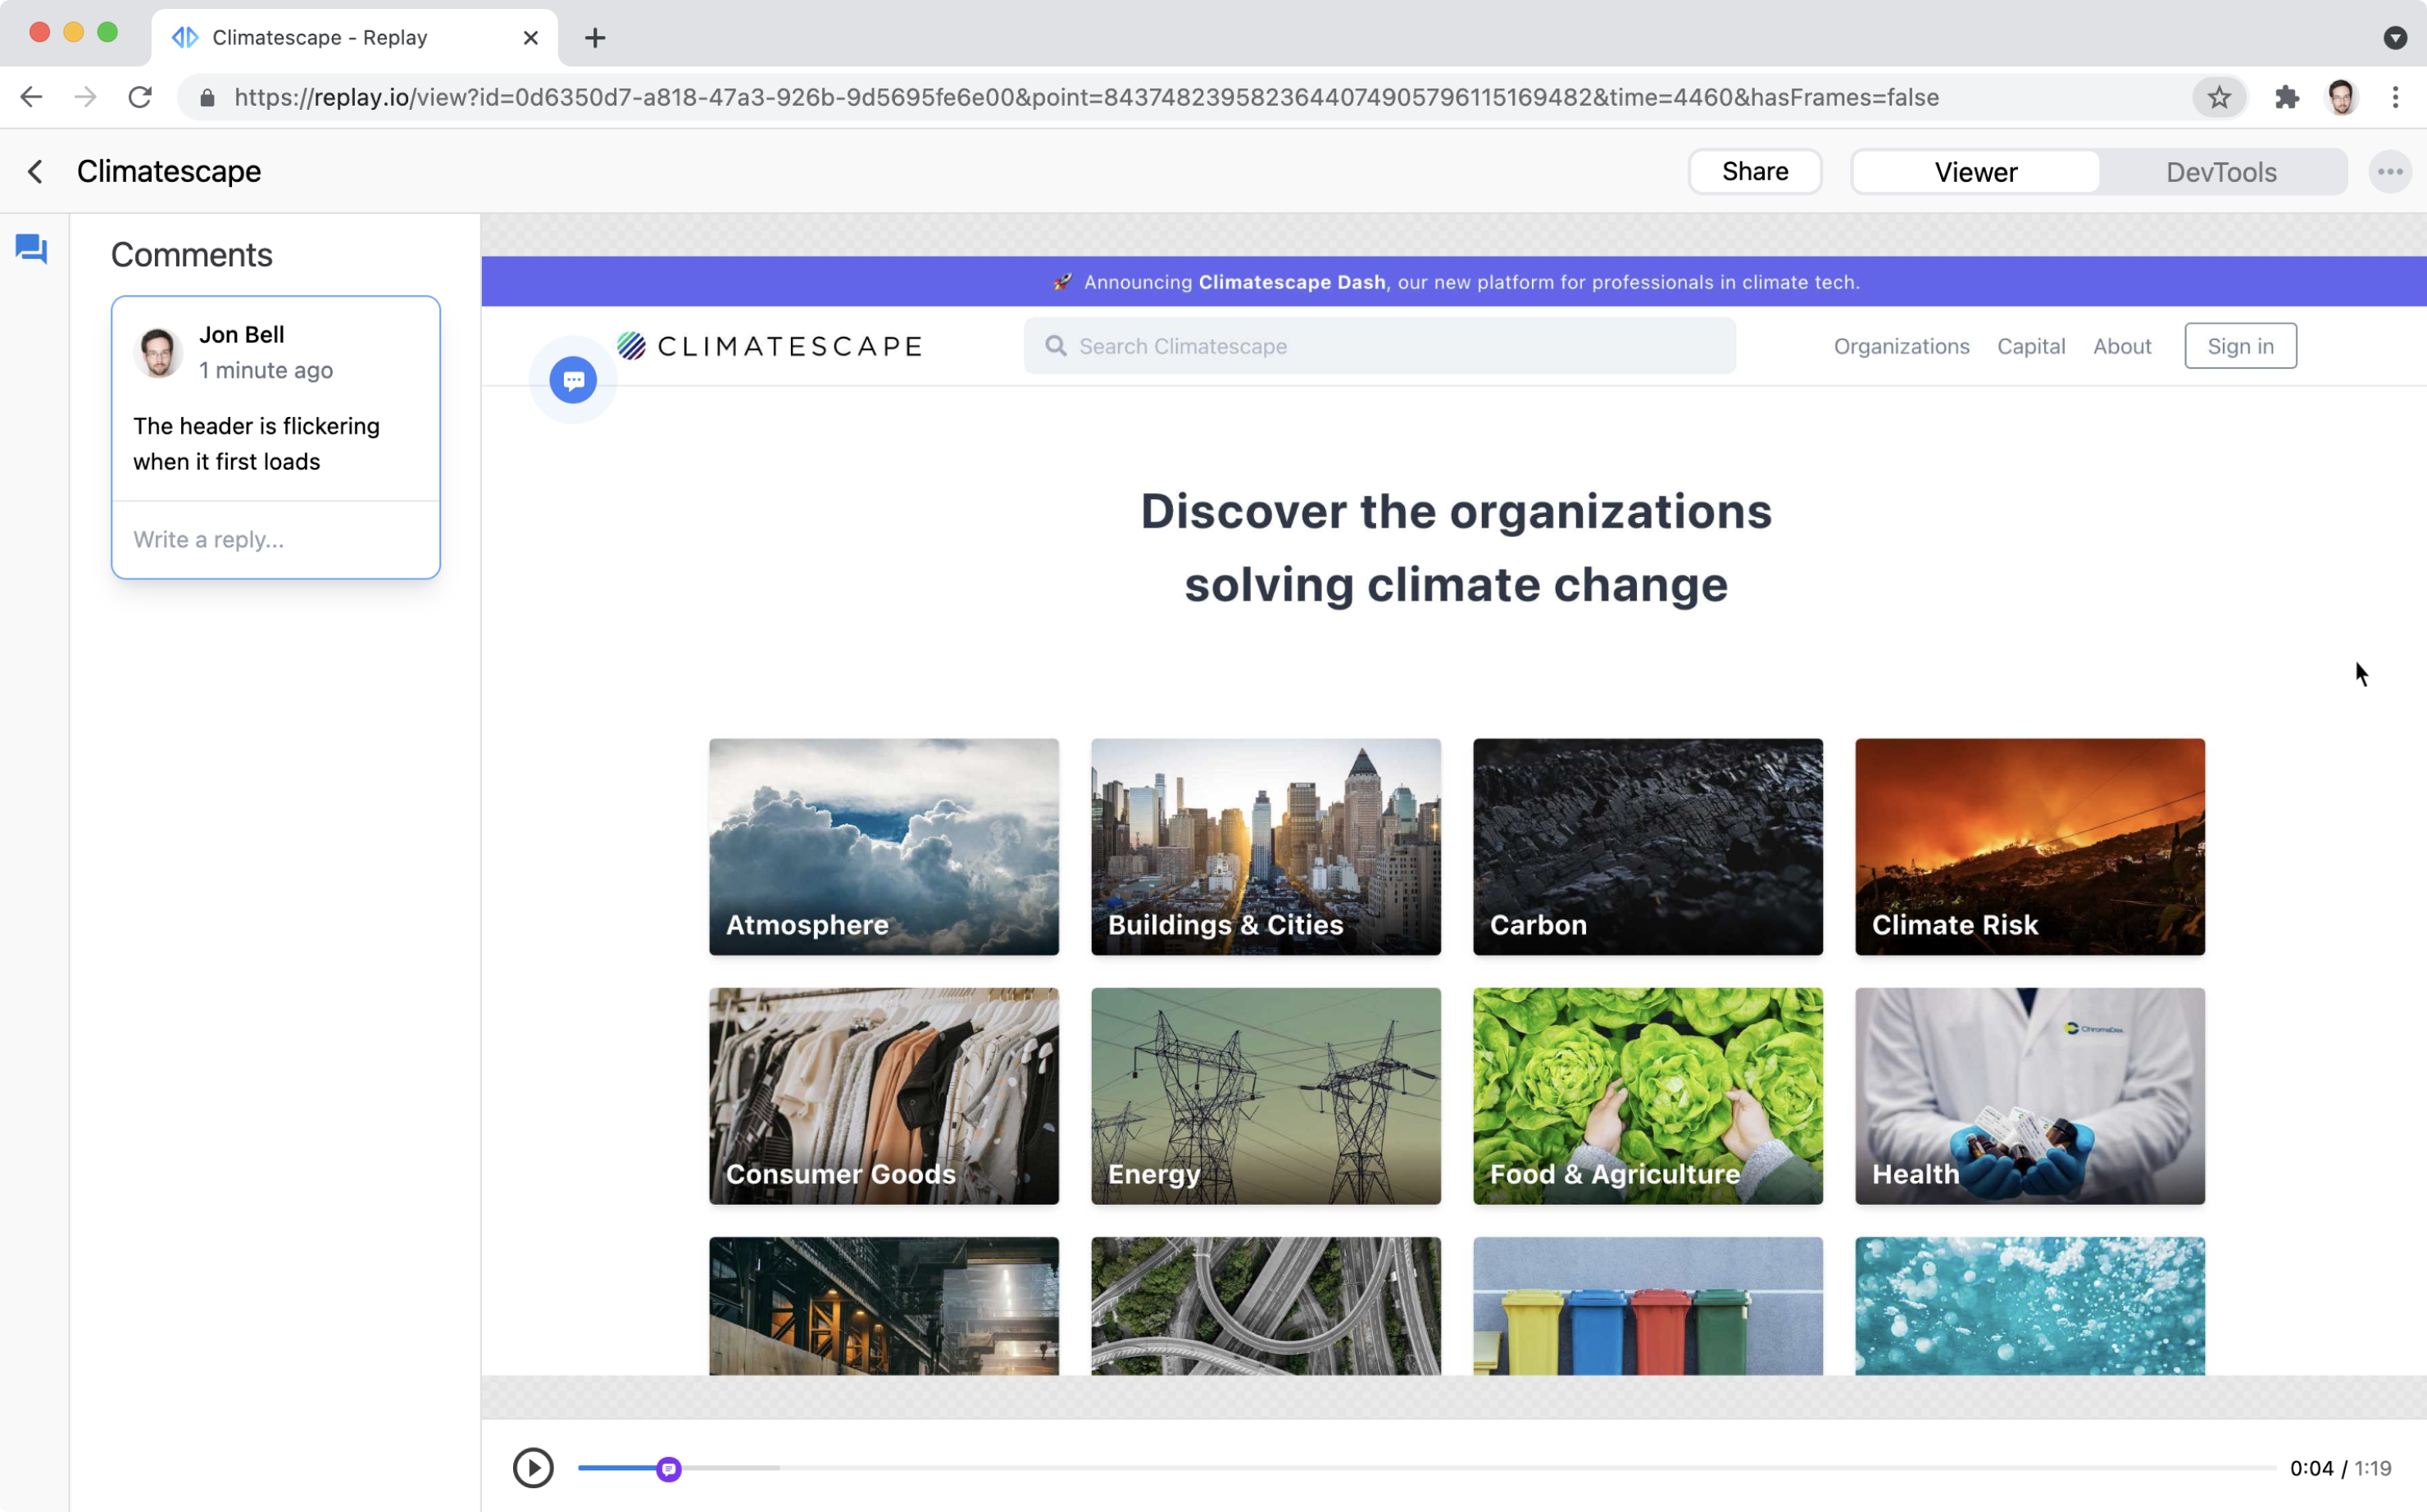 Climatescape - Replay
https://replay.io/view?id=0d6350d7-a818-47a3-926b-9d5695fe6e00&point=84374823958236440749057961151​69482&time=4460&hasFrames=false
Climatescape
Share
Viewer
DevTools
Comments
Jon Bell
1 minute ago
The header is flickering
when it first loads
Write a reply...
🚀 Announcing Climatescape Dash, our new platform for professionals in climate tech.
CLIMATESCAPE
Search Climatescape
Organizations
Capital
About
Sign in
Discover the organizations
solving climate change
Atmosphere
Buildings & Cities
Carbon
Climate Risk
Consumer Goods
Energy
Food & Agriculture
ChromaDex
Health
0:04 / 1:19